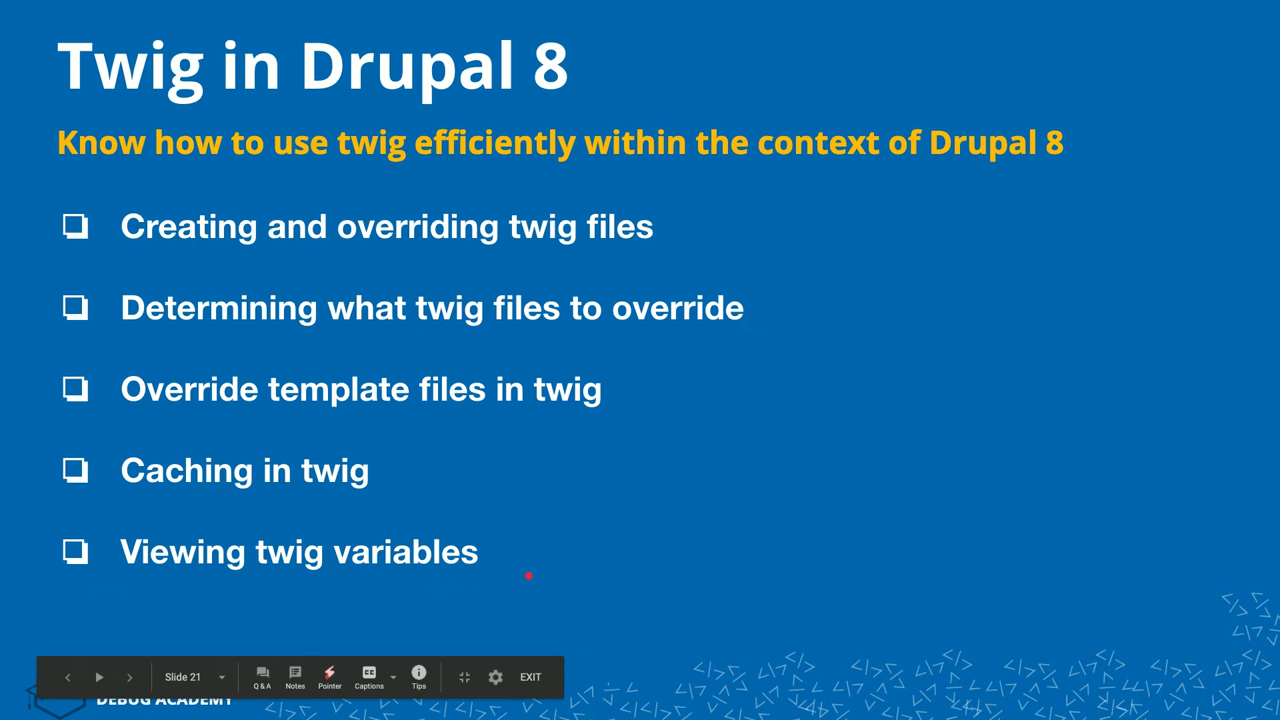 Twig in Drupal 8
Know how to use twig efficiently within the context of Drupal 8
❏ Creating and overriding twig files
❏ Determining what twig files to override
❏ Override template files in twig
❏ Caching in twig
❏ Viewing twig variables
Slide 21 Q & A Notes Pointer CC Captions Tips EXIT
DEBUG ACADEMY